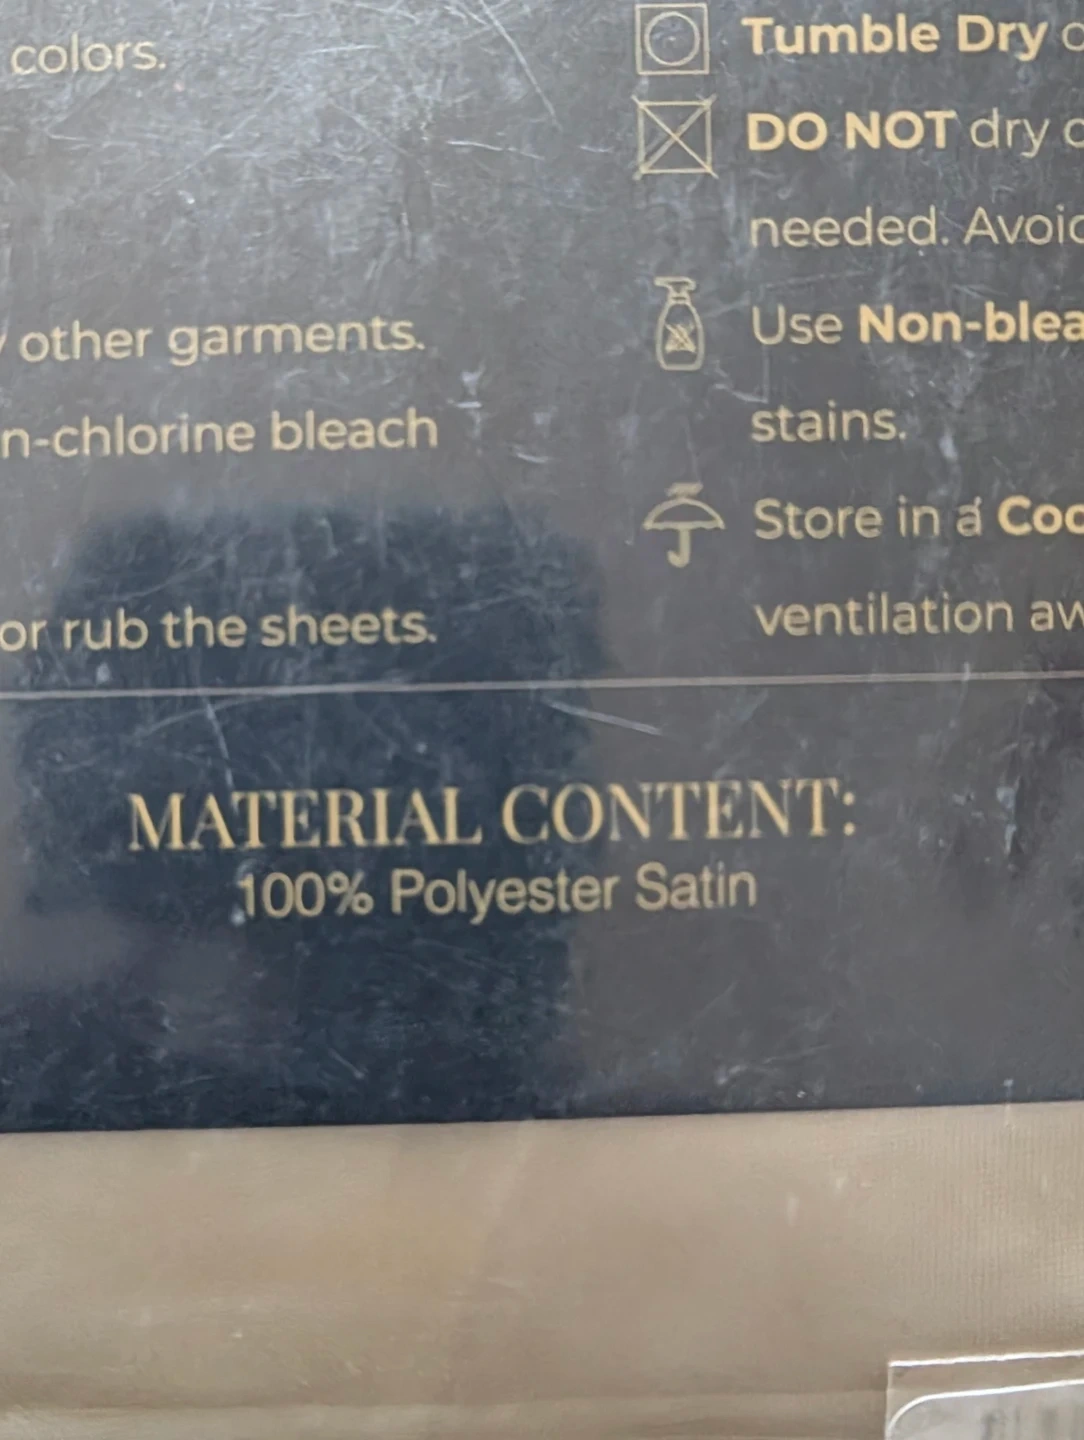 colors.
other garments.
n-chlorine bleach
or rub the sheets.
Tumble Dry
DO NOT dry
needed. Avoid
Use Non-blea
stains.
Store in a Coo
ventilation aw
MATERIAL CONTENT:
100% Polyester Satin